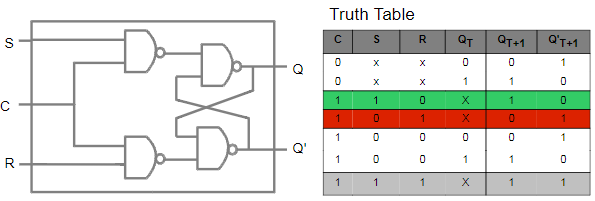 Truth Table
S
C
R
Q
Q'
C S R QT QT+1 Q'T+1
0 x x 0 0 1
0 x x 1 1 0
1 1 0 X 1 0
1 0 1 X 0 1
1 0 0 0 0 1
1 0 0 1 1 0
1 1 1 X 1 1